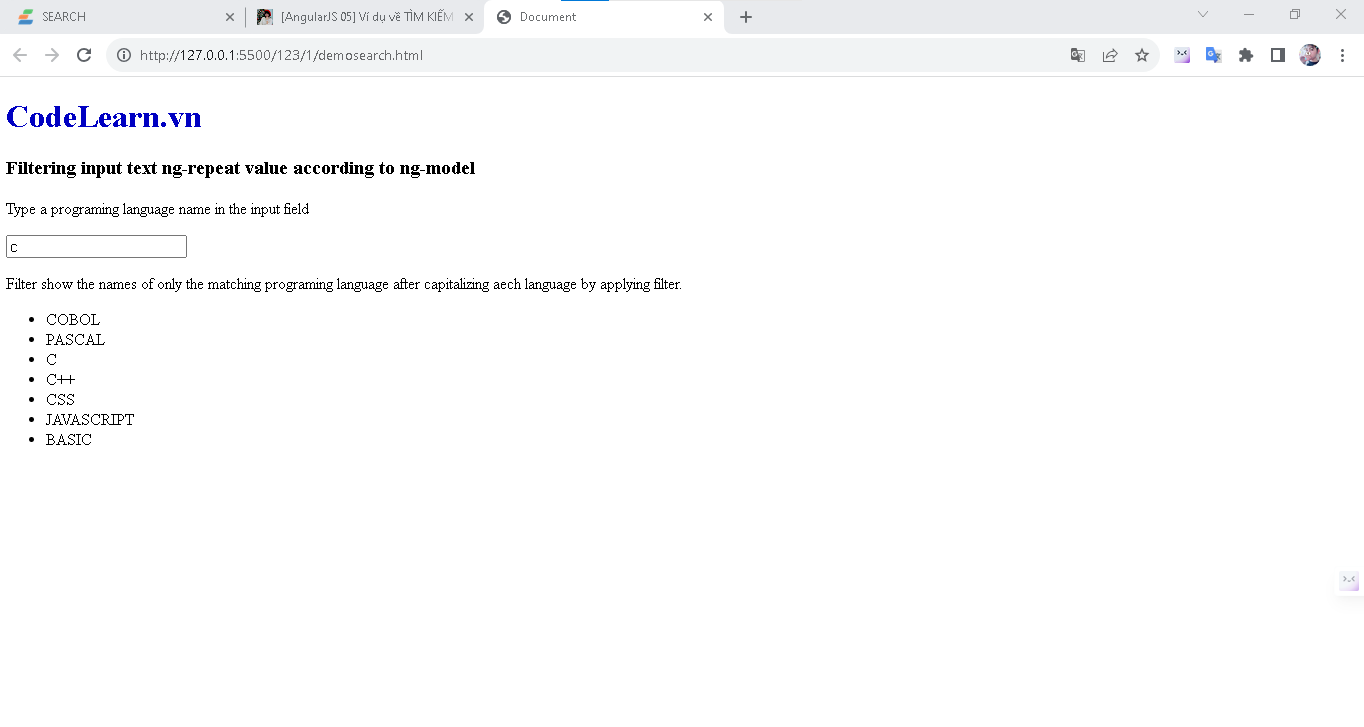 SEARCH
[AngularJS 05] Ví dụ về TÌM KIẾM
Document
http://127.0.0.1:5500/123/1/demosearch.html
CodeLearn.vn
Filtering input text ng-repeat value according to ng-model
Type a programing language name in the input field
c
Filter show the names of only the matching programing language after capitalizing aech language by applying filter.
COBOL
PASCAL
C
C++
CSS
JAVASCRIPT
BASIC